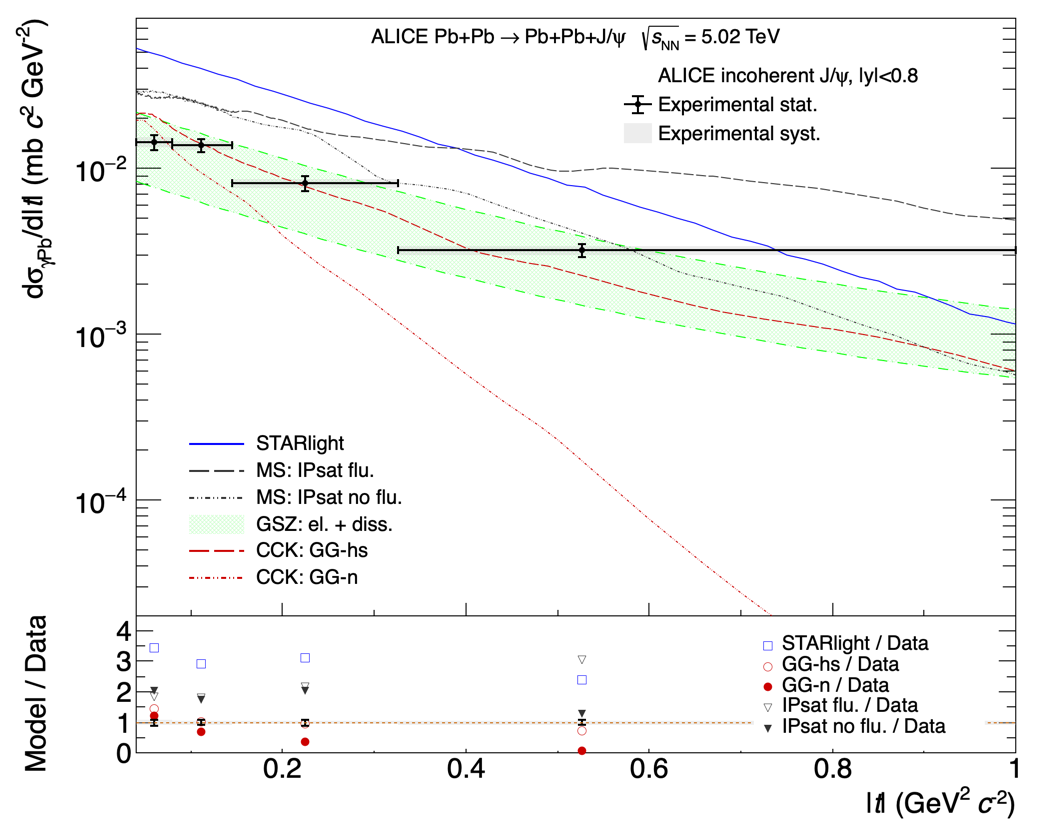 ALICE Pb+Pb → Pb+Pb+J/ψ √s_NN = 5.02 TeV
ALICE incoherent J/ψ, |y|<0.8
Experimental stat.
Experimental syst.
dσ_γPb/d|t| (mb c² GeV⁻²)
10⁻²
10⁻³
10⁻⁴
STARlight
MS: IPsat flu.
MS: IPsat no flu.
GSZ: el. + diss.
CCK: GG-hs
CCK: GG-n
Model / Data
4
3
2
1
0
STARlight / Data
GG-hs / Data
GG-n / Data
IPsat flu. / Data
IPsat no flu. / Data
0.2 0.4 0.6 0.8 1
|t| (GeV² c⁻²)